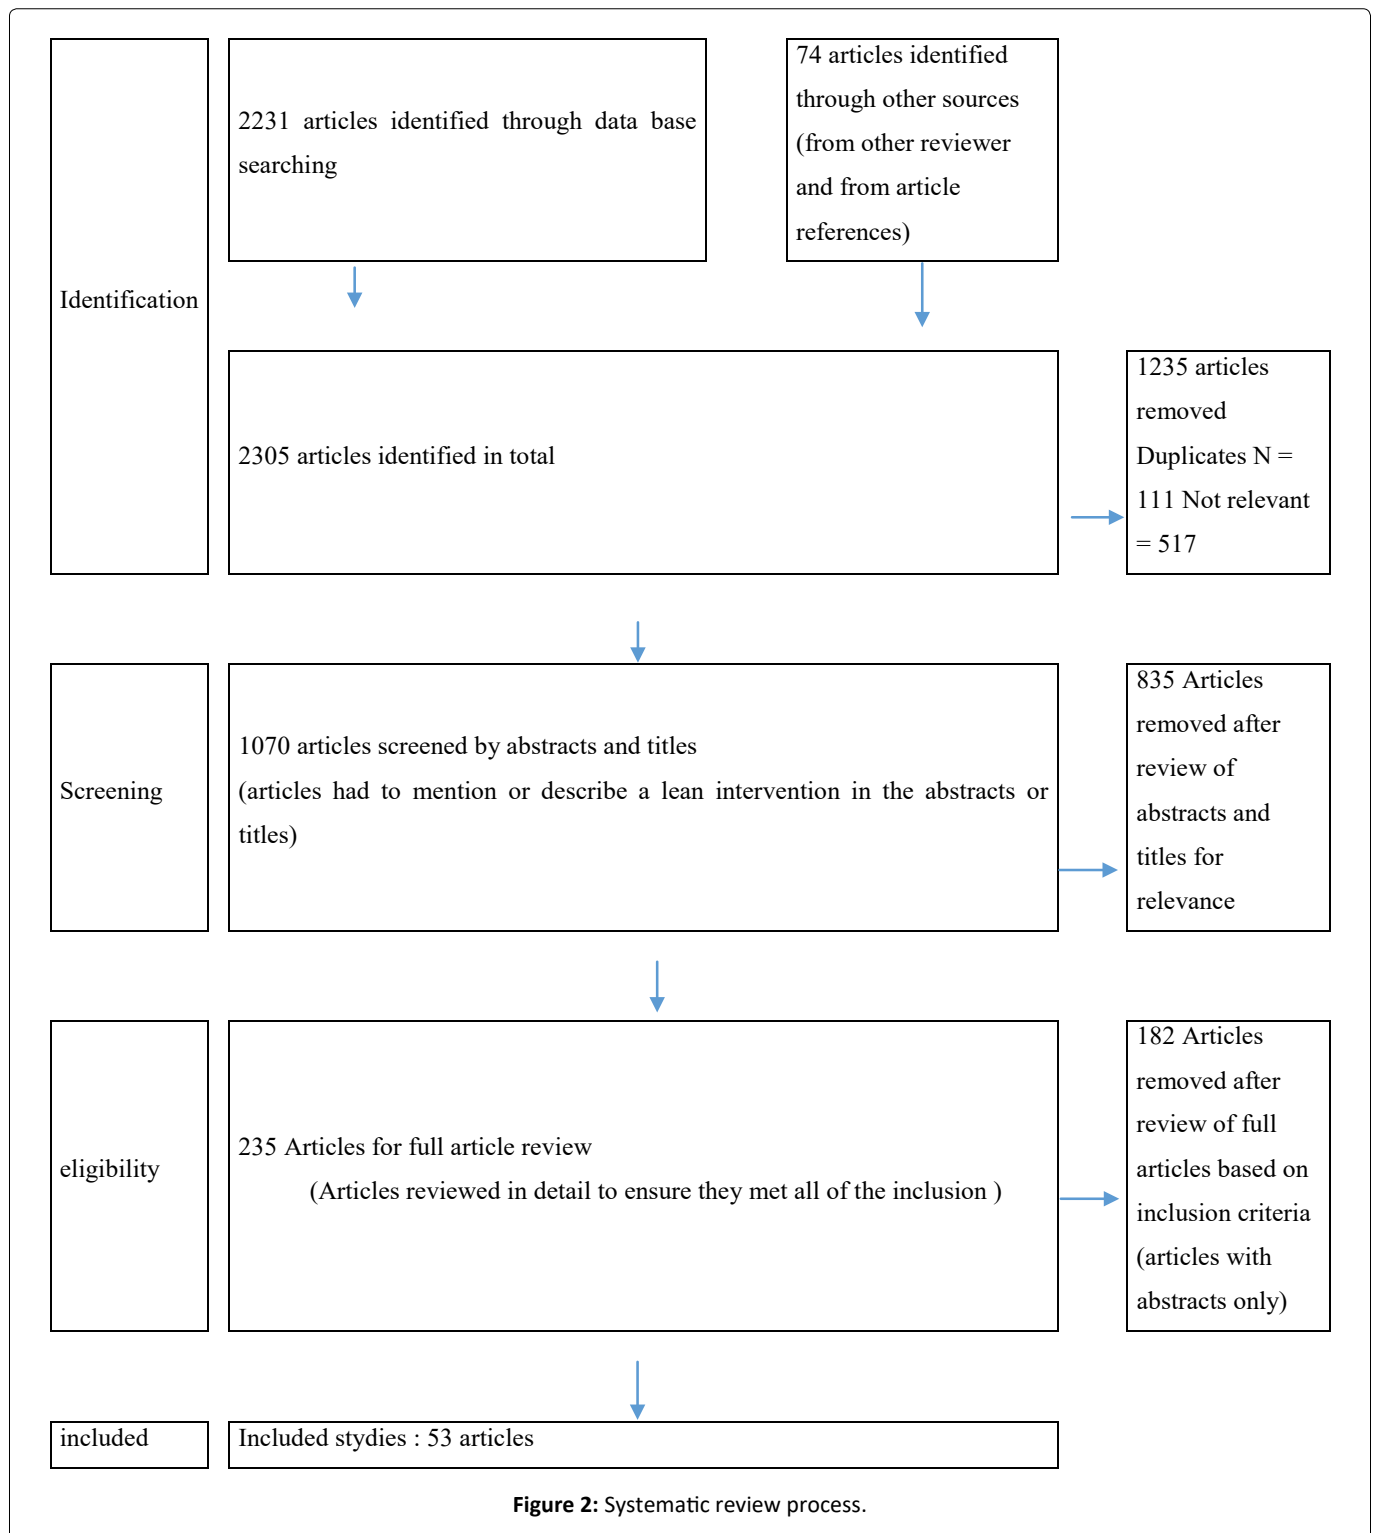 Identification
2231 articles identified through data base
searching
74 articles identified
through other sources
(from other reviewer
and from article
references)
2305 articles identified in total
1235 articles
removed
Duplicates N =
111 Not relevant
= 517
Screening
1070 articles screened by abstracts and titles
(articles had to mention or describe a lean intervention in the abstracts or
titles)
835 Articles
removed after
review of
abstracts and
titles for
relevance
eligibility
235 Articles for full article review
(Articles reviewed in detail to ensure they met all of the inclusion )
182 Articles
removed after
review of full
articles based on
inclusion criteria
(articles with
abstracts only)
included
Included stydies : 53 articles
Figure 2: Systematic review process.